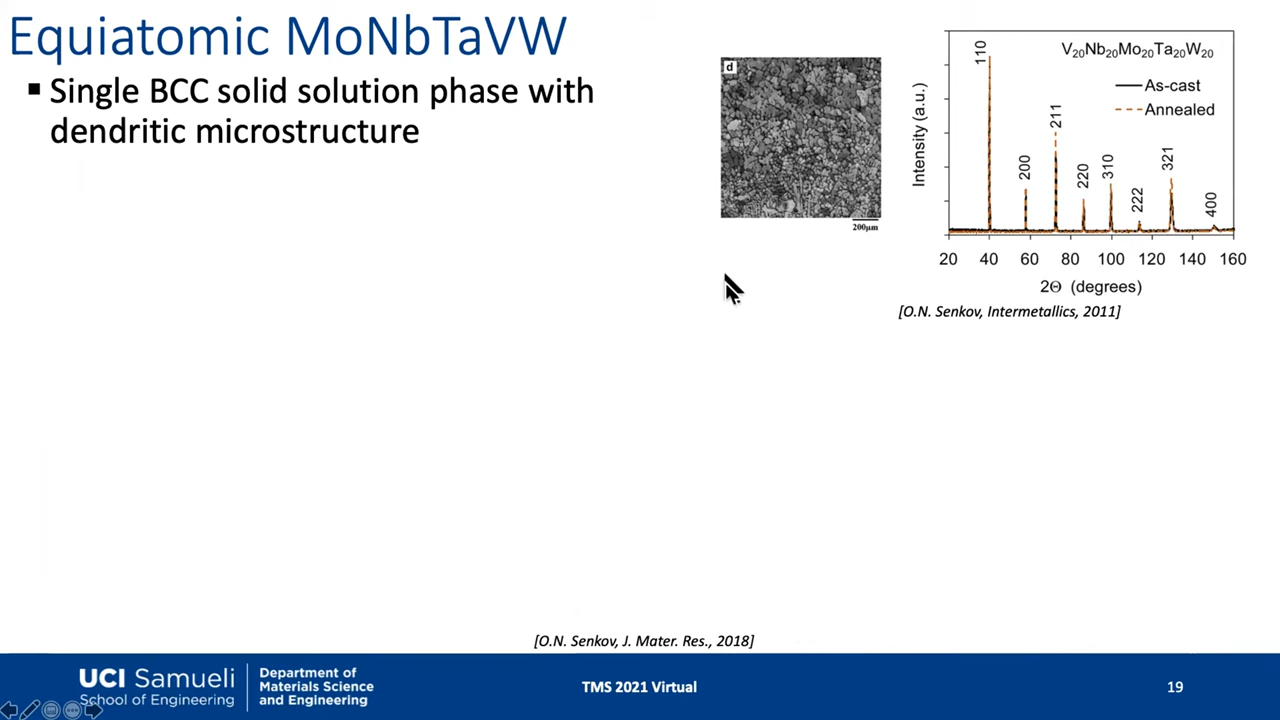 Equiatomic MoNbTaVW
▪ Single BCC solid solution phase with
dendritic microstructure
d
200μm
V20Nb20Mo20Ta20W20
As-cast
Annealed
Intensity (a.u.)
110
200
211
220
310
222
321
400
20 40 60 80 100 120 140 160
2Θ (degrees)
[O.N. Senkov, Intermetallics, 2011]
[O.N. Senkov, J. Mater. Res., 2018]
UCI Samueli
School of Engineering
Department of
Materials Science
and Engineering
TMS 2021 Virtual
19